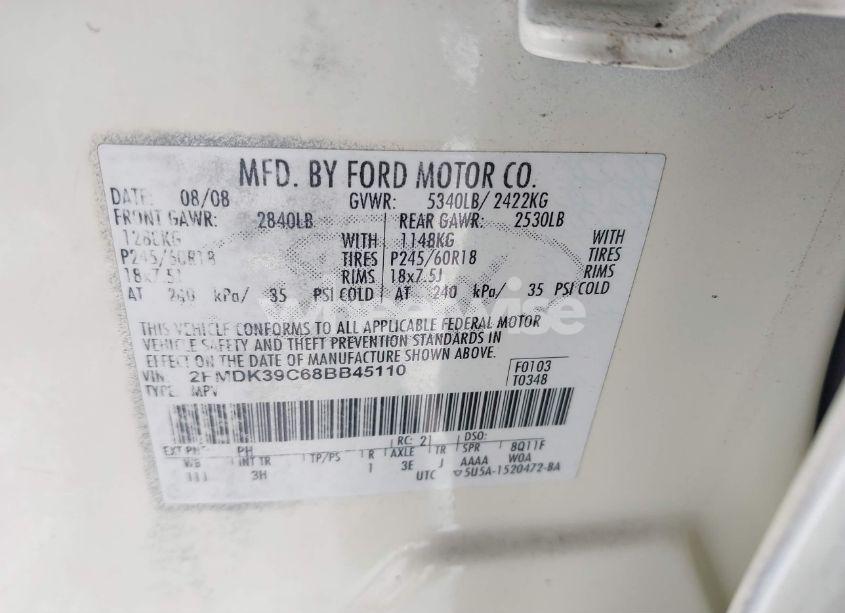 MFD. BY FORD MOTOR CO.
DATE: 08/08 GVWR: 5340LB/ 2422KG
FRONT GAWR: 2840LB REAR GAWR: 2530LB
1288KG WITH 1148KG WITH
P245/60R18 TIRES P245/60R18 TIRES
18x7.5J RIMS 18x7.5J RIMS
AT 240 kPa/ 35 PSI COLD AT 240 kPa/ 35 PSI COLD
wheelwise
THIS VEHICLE CONFORMS TO ALL APPLICABLE FEDERAL MOTOR
VEHICLE SAFETY AND THEFT PREVENTION STANDARDS IN
EFFECT ON THE DATE OF MANUFACTURE SHOWN ABOVE.
VIN: 2FMDK39C68BB45110 F0103
TYPE: MPV T0348
RC: 21 DSO:
EXT PNT PH R AXLE TR SPR 8Q11F
WB INT TR TP/PS 1 3E J AAAA W0A
111 3H UTC ▽5U5A-1520472-BA